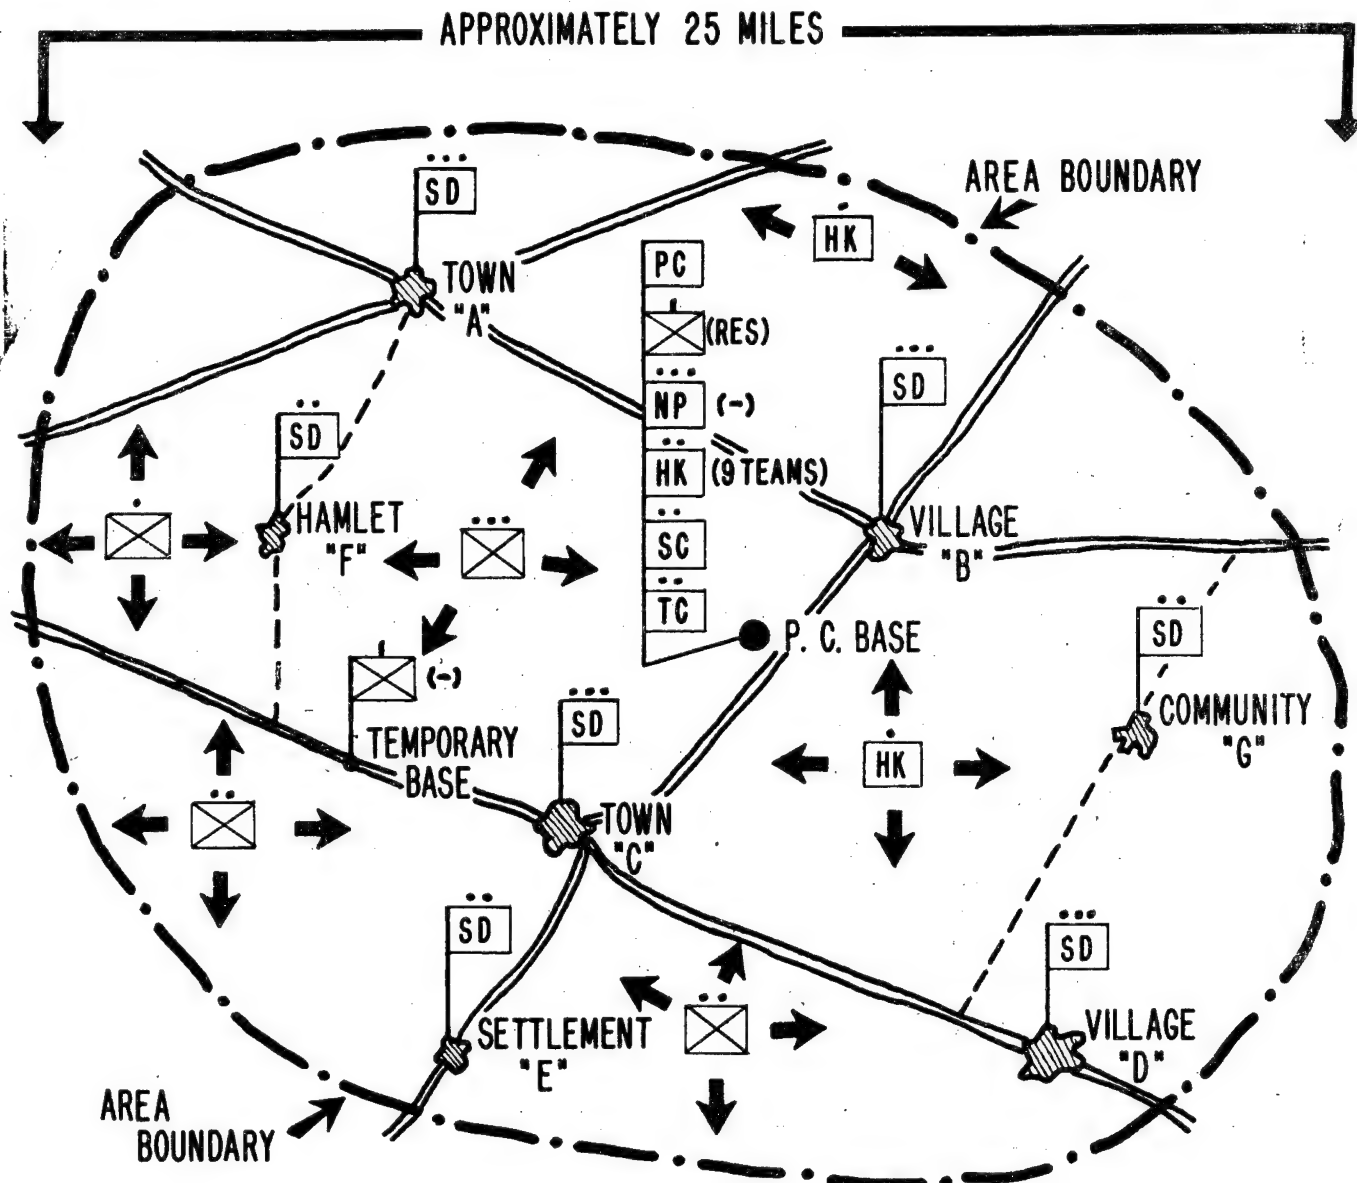 APPROXIMATELY 25 MILES
AREA BOUNDARY
SD
TOWN
"A"
HK
PC
(RES)
NP (-)
HK (9 TEAMS)
SC
TC
SD
VILLAGE
"B"
SD
HAMLET
"F"
P. C. BASE
SD
COMMUNITY
"G"
(-)
TEMPORARY
BASE
SD
TOWN
"C"
HK
SD
SETTLEMENT
"E"
SD
VILLAGE
"D"
AREA
BOUNDARY